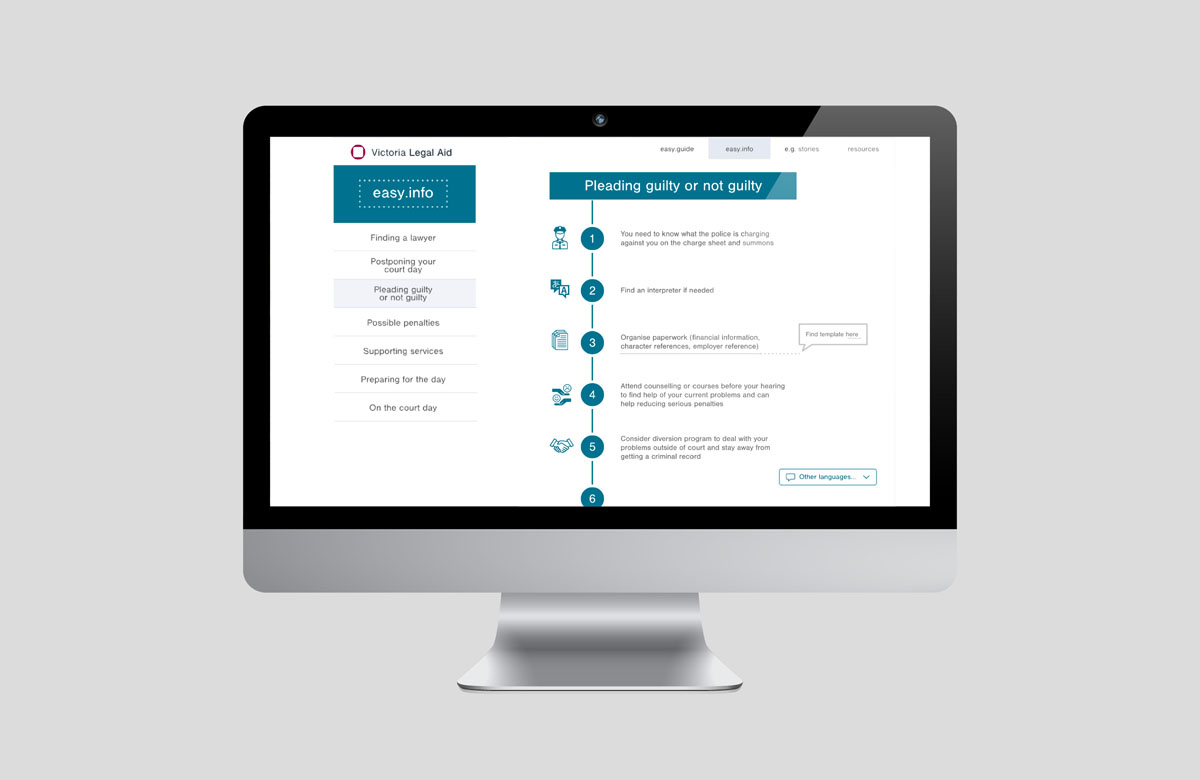 Victoria Legal Aid
easy.guide
easy.info
e.g. stories
resources
easy.info
Finding a lawyer
Postponing your
court day
Pleading guilty
or not guilty
Possible penalties
Supporting services
Preparing for the day
On the court day
Pleading guilty or not guilty
1
You need to know what the police is charging
against you on the charge sheet and summons
A
2
Find an interpreter if needed
3
Organise paperwork (financial information,
character references, employer reference)
Find template here
4
Attend counselling or courses before your hearing
to find help of your current problems and can
help reducing serious penalties
5
Consider diversion program to deal with your
problems outside of court and stay away from
getting a criminal record
Other languages...
6